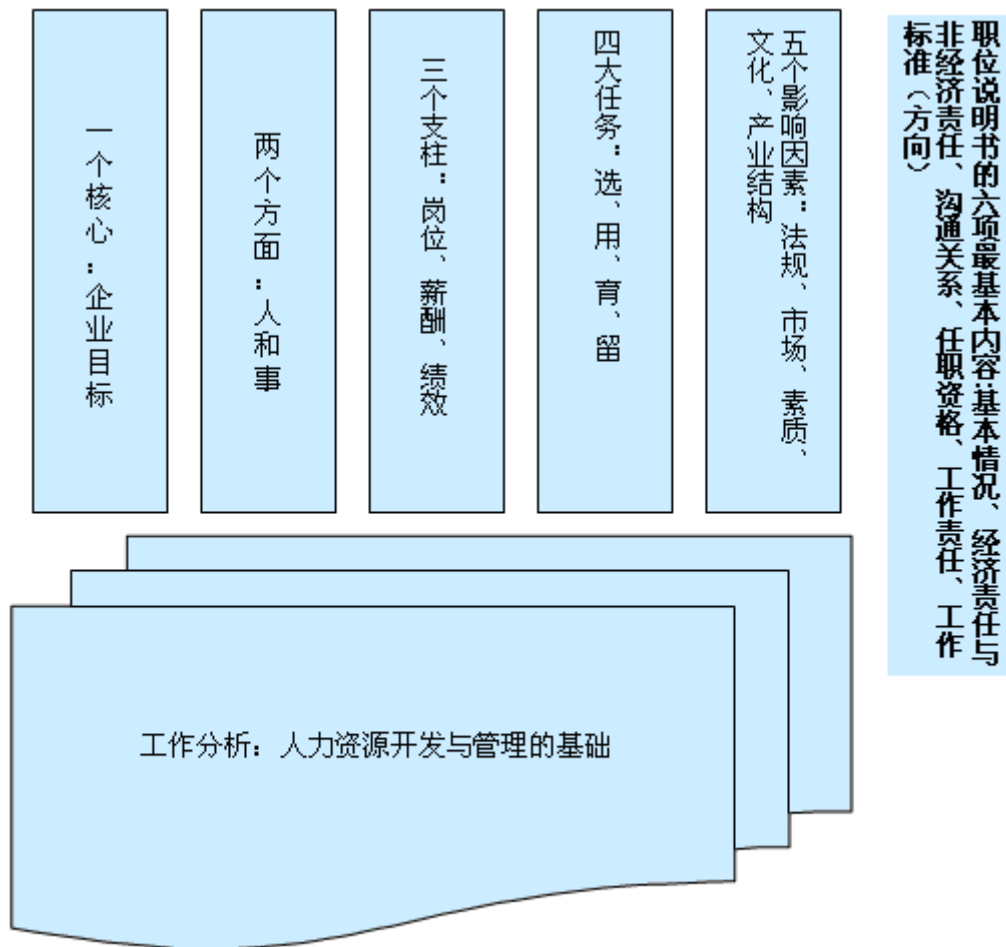 一个核心：企业目标
两个方面：人和事
三个支柱：岗位、薪酬、绩效
四大任务：选、用、育、留
五个影响因素：法规、市场、素质、
文化、产业结构
职位说明书的六项最基本内容:基本情况、经济责任与
非经济责任、沟通关系、任职资格、工作责任、工作
标准（方向）
工作分析：人力资源开发与管理的基础